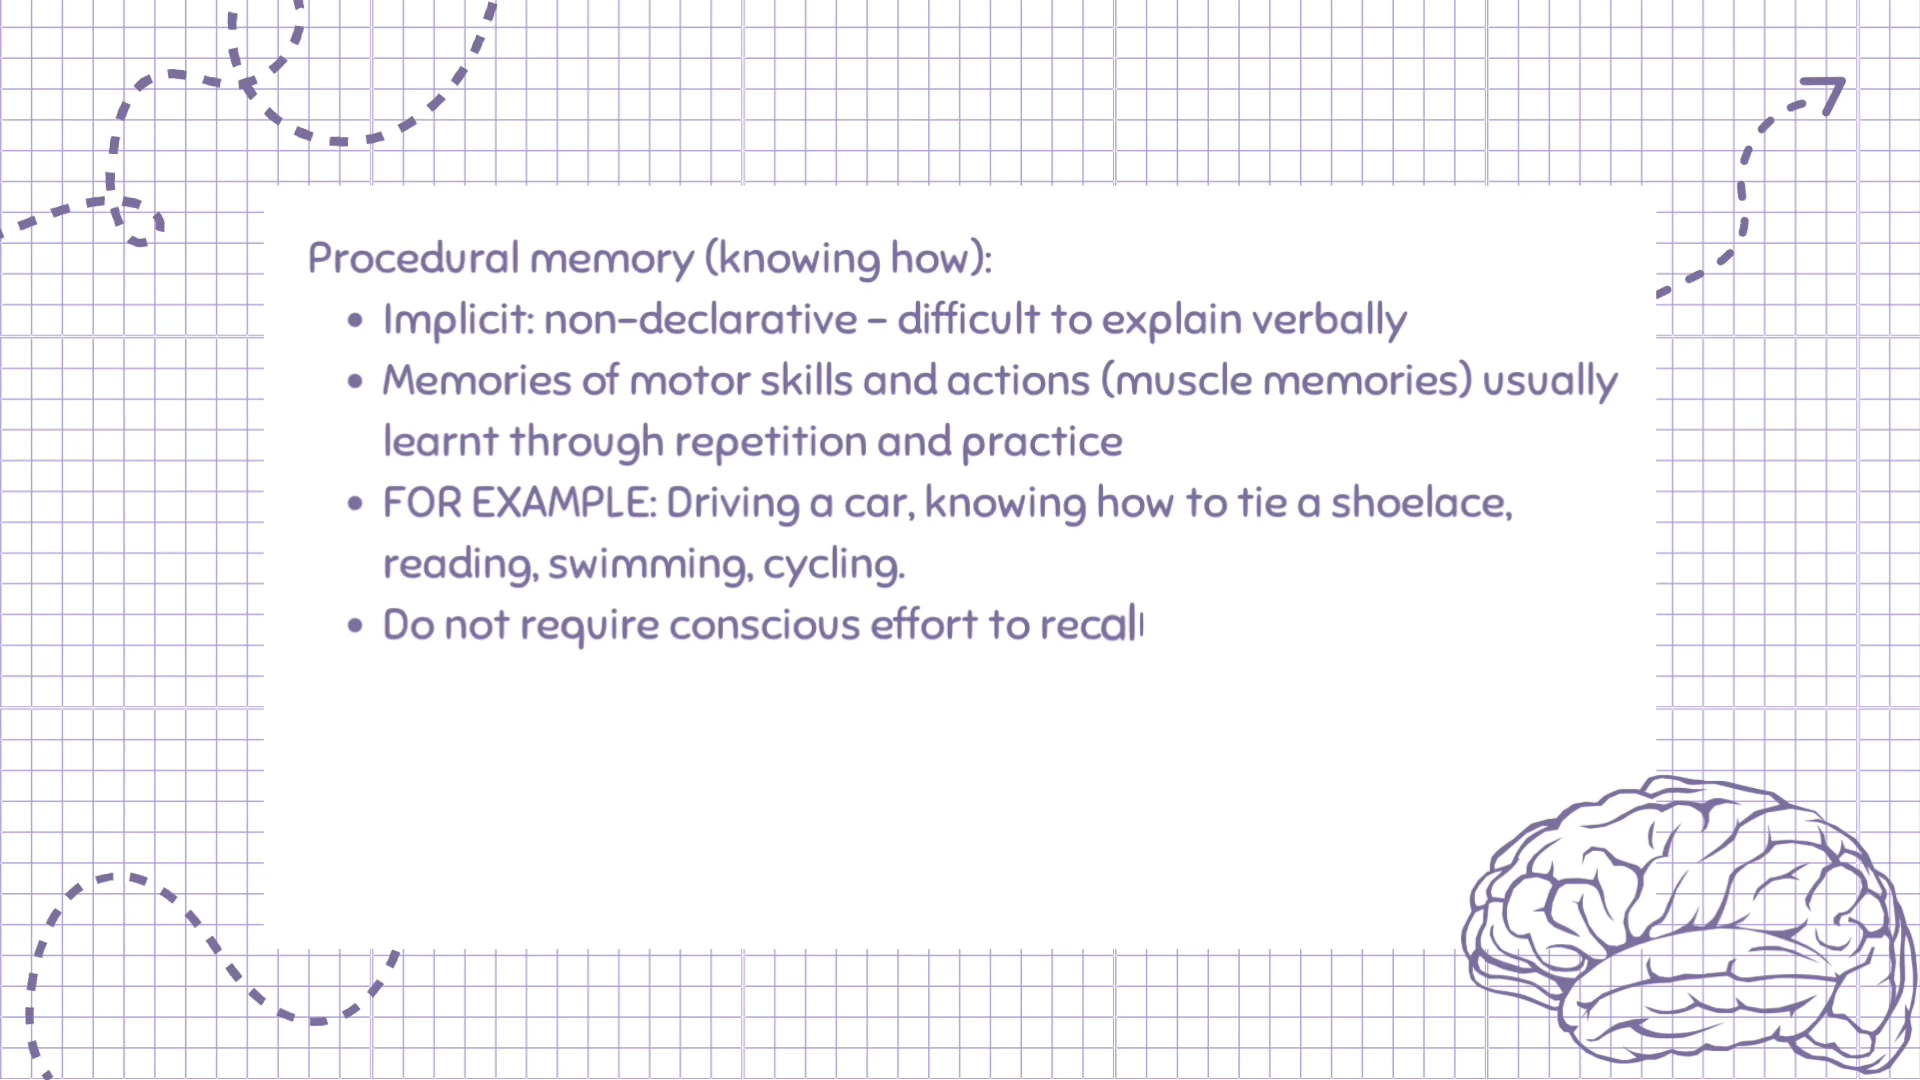 Procedural memory (knowing how):
• Implicit: non-declarative - difficult to explain verbally
• Memories of motor skills and actions (muscle memories) usually
learnt through repetition and practice
• FOR EXAMPLE: Driving a car, knowing how to tie a shoelace,
reading, swimming, cycling.
• Do not require conscious effort to recall